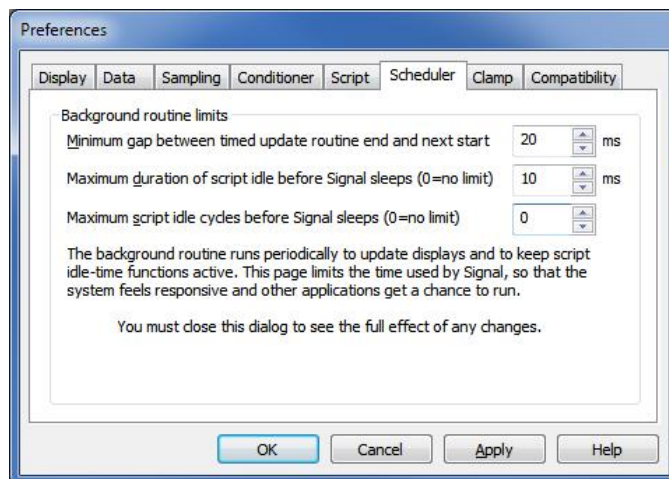 Preferences
Display Data Sampling Conditioner Script Scheduler Clamp Compatibility
Background routine limits
Minimum gap between timed update routine end and next start 20 ms
Maximum duration of script idle before Signal sleeps (0=no limit) 10 ms
Maximum script idle cycles before Signal sleeps (0=no limit) 0
The background routine runs periodically to update displays and to keep script
idle-time functions active. This page limits the time used by Signal, so that the
system feels responsive and other applications get a chance to run.
You must close this dialog to see the full effect of any changes.
OK Cancel Apply Help